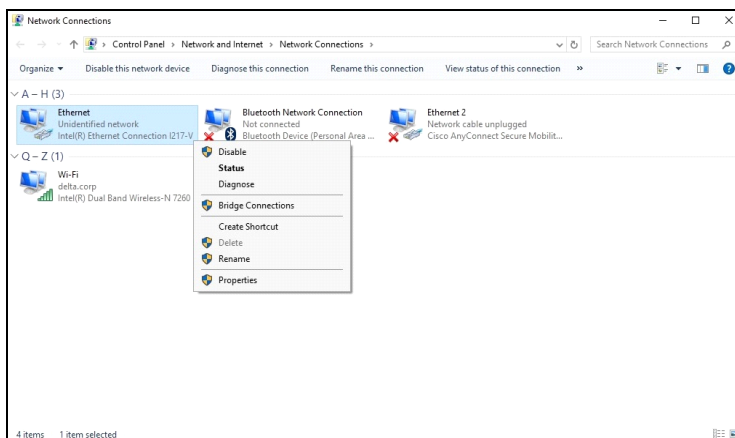 Network Connections
Control Panel > Network and Internet > Network Connections >
Search Network Connections
Organize
Disable this network device
Diagnose this connection
Rename this connection
View status of this connection
»
A – H (3)
Ethernet
Unidentified network
Intel(R) Ethernet Connection I217-V
Bluetooth Network Connection
Not connected
Bluetooth Device (Personal Area ...
Ethernet 2
Network cable unplugged
Cisco AnyConnect Secure Mobilit...
Q – Z (1)
Wi-Fi
delta.corp
Intel(R) Dual Band Wireless-N 7260
Disable
Status
Diagnose
Bridge Connections
Create Shortcut
Delete
Rename
Properties
4 items
1 item selected